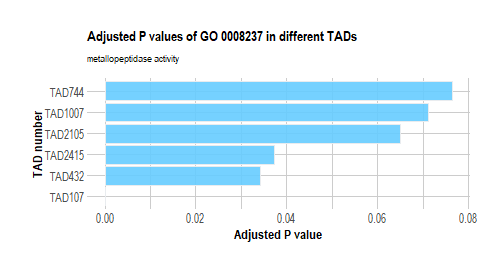 Adjusted P values of GO 0008237 in different TADs
metallopeptidase activity
TAD744
TAD1007
TAD2105
TAD2415
TAD432
TAD107
TAD number
0.00 0.02 0.04 0.06 0.08
Adjusted P value